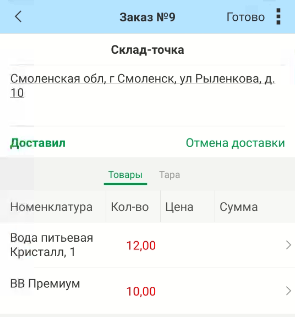 Заказ №9 Готово
Склад-точка
Смоленская обл, г Смоленск, ул Рыленкова, д.
10
Доставил Отмена доставки
Товары Тара
Номенклатура Кол-во Цена Сумма
Вода питьевая
Кристалл, 1 12,00
ВВ Премиум 10,00